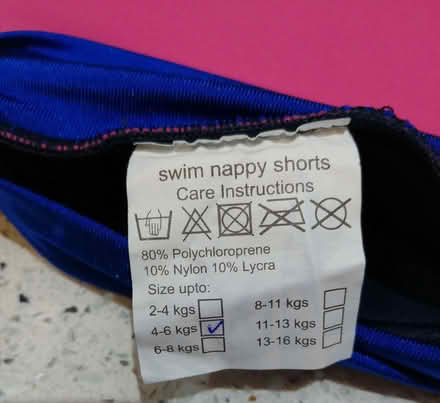 swim nappy shorts
Care Instructions
80% Polychloroprene
10% Nylon 10% Lycra
Size upto:
2-4 kgs
4-6 kgs
6-8 kgs
8-11 kgs
11-13 kgs
13-16 kgs